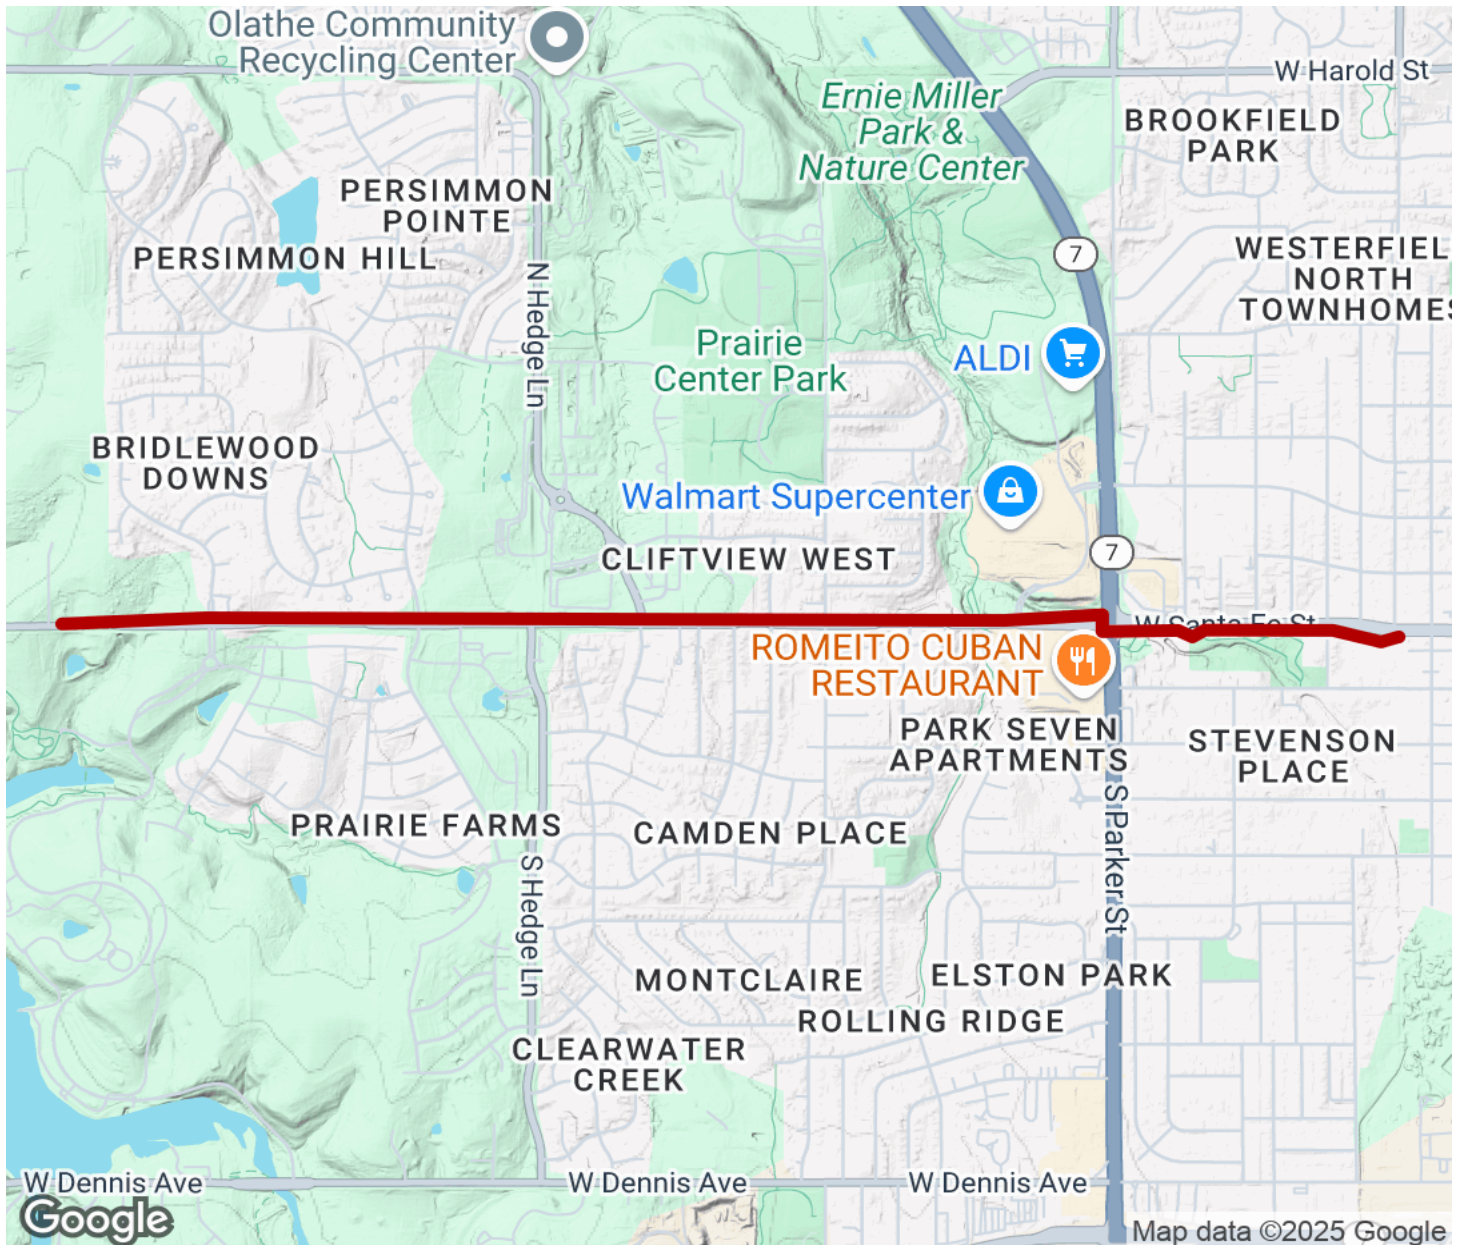 Olathe Community
Recycling Center
W Harold St
Ernie Miller
Park &
Nature Center
BROOKFIELD
PARK
PERSIMMON
POINTE
PERSIMMON HILL
7
WESTERFIEL
NORTH
TOWNHOMES
N Hedge Ln
Prairie
Center Park
ALDI
BRIDLEWOOD
DOWNS
Walmart Supercenter
7
CLIFTVIEW WEST
W Santa Fe St
ROMEITO CUBAN
RESTAURANT
PARK SEVEN
APARTMENTS
STEVENSON
PLACE
S Parker St
PRAIRIE FARMS
CAMDEN PLACE
S Hedge Ln
MONTCLAIRE
ELSTON PARK
ROLLING RIDGE
CLEARWATER
CREEK
W Dennis Ave
W Dennis Ave
W Dennis Ave
Google
Map data ©2025 Google